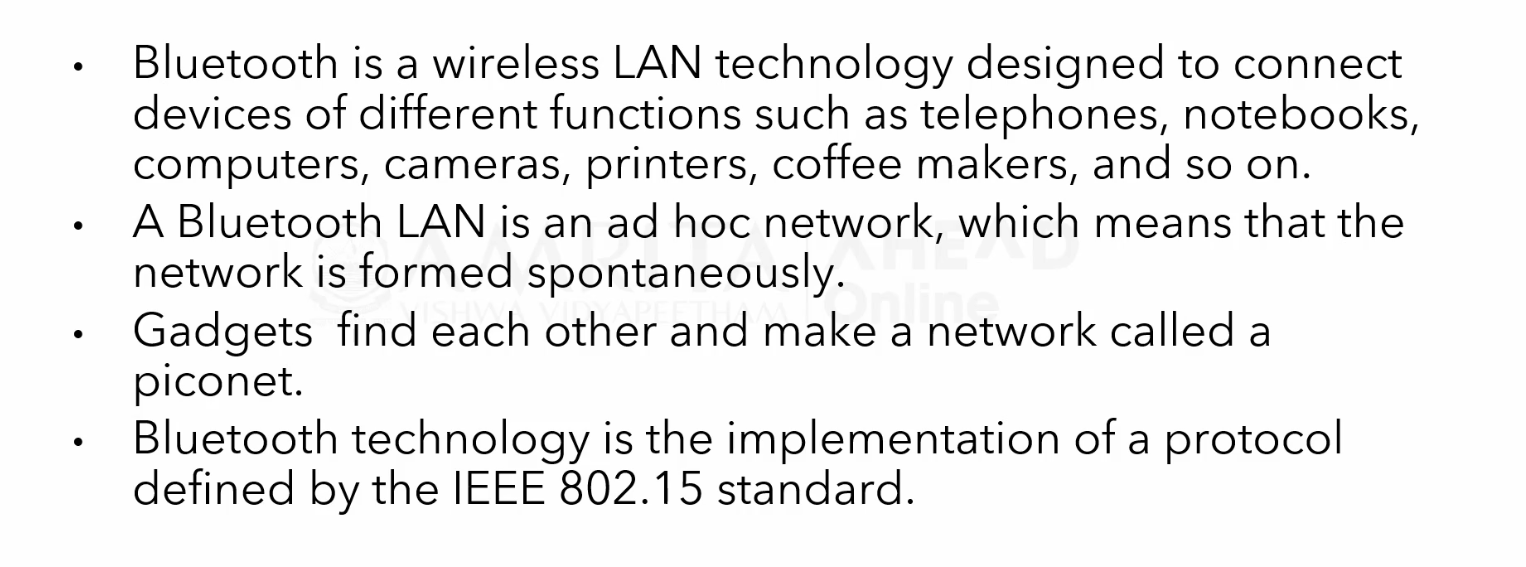 • Bluetooth is a wireless LAN technology designed to connect
devices of different functions such as telephones, notebooks,
computers, cameras, printers, coffee makers, and so on.
• A Bluetooth LAN is an ad hoc network, which means that the
network is formed spontaneously.
• Gadgets  find each other and make a network called a
piconet.
• Bluetooth technology is the implementation of a protocol
defined by the IEEE 802.15 standard.
AMRITA
VISHWA VIDYAPEETHAM
AHEAD
Online